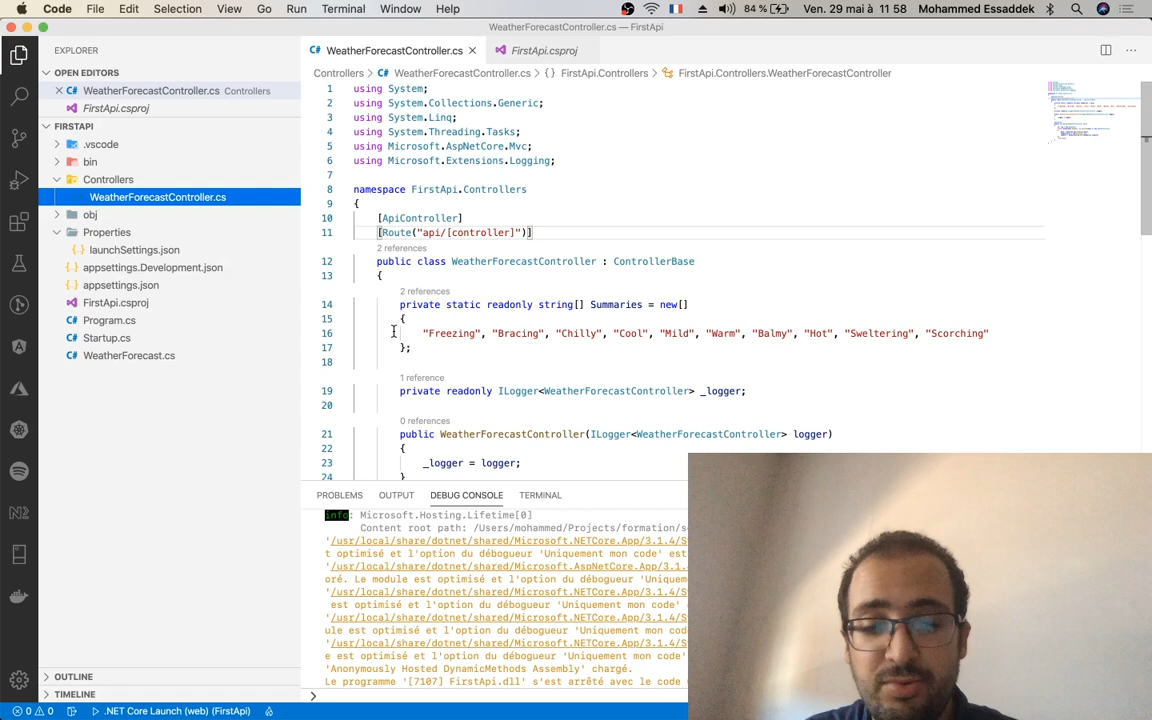 Code File Edit Selection View Go Run Terminal Window Help 84 % Ven. 29 mai à 11 58 Mohammed Essaddek
WeatherForecastController.cs — FirstApi
EXPLORER
OPEN EDITORS
WeatherForecastController.cs Controllers
FirstApi.csproj
FIRSTAPI
.vscode
bin
Controllers
WeatherForecastController.cs
obj
Properties
launchSettings.json
appsettings.Development.json
appsettings.json
FirstApi.csproj
Program.cs
Startup.cs
WeatherForecast.cs
OUTLINE
TIMELINE
WeatherForecastController.cs FirstApi.csproj
Controllers > WeatherForecastController.cs > {} FirstApi.Controllers > FirstApi.Controllers.WeatherForecastController
1 using System;
2 using System.Collections.Generic;
3 using System.Linq;
4 using System.Threading.Tasks;
5 using Microsoft.AspNetCore.Mvc;
6 using Microsoft.Extensions.Logging;
7
8 namespace FirstApi.Controllers
9 {
10 [ApiController]
11 [Route("api/[controller]")]
2 references
12 public class WeatherForecastController : ControllerBase
13 {
2 references
14 private static readonly string[] Summaries = new[]
15 {
16 "Freezing", "Bracing", "Chilly", "Cool", "Mild", "Warm", "Balmy", "Hot", "Sweltering", "Scorching"
17 };
18
1 reference
19 private readonly ILogger<WeatherForecastController> _logger;
20
0 references
21 public WeatherForecastController(ILogger<WeatherForecastController> logger)
22 {
23 _logger = logger;
24 }
PROBLEMS OUTPUT DEBUG CONSOLE TERMINAL
info: Microsoft.Hosting.Lifetime[0]
Content root path: /Users/mohammed/Projects/formation/s
'/usr/local/share/dotnet/shared/Microsoft.NETCore.App/3.1.4/S
t optimisé et l'option du débogueur 'Uniquement mon code' est
'/usr/local/share/dotnet/shared/Microsoft.AspNetCore.App/3.1.
oré. Le module est optimisé et l'option du débogueur 'Uniquem
'/usr/local/share/dotnet/shared/Microsoft.NETCore.App/3.1.4/S
est optimisé et l'option du débogueur 'Uniquement mon code'
'/usr/local/share/dotnet/shared/Microsoft.NETCore.App/3.1.4/S
ule est optimisé et l'option du débogueur 'Uniquement mon cod
'/usr/local/share/dotnet/shared/Microsoft.NETCore.App/3.1.4/S
e est optimisé et l'option du débogueur 'Uniquement mon code'
'Anonymously Hosted DynamicMethods Assembly' chargé.
Le programme '[7107] FirstApi.dll' s'est arrêté avec le code
0 0 .NET Core Launch (web) (FirstApi)